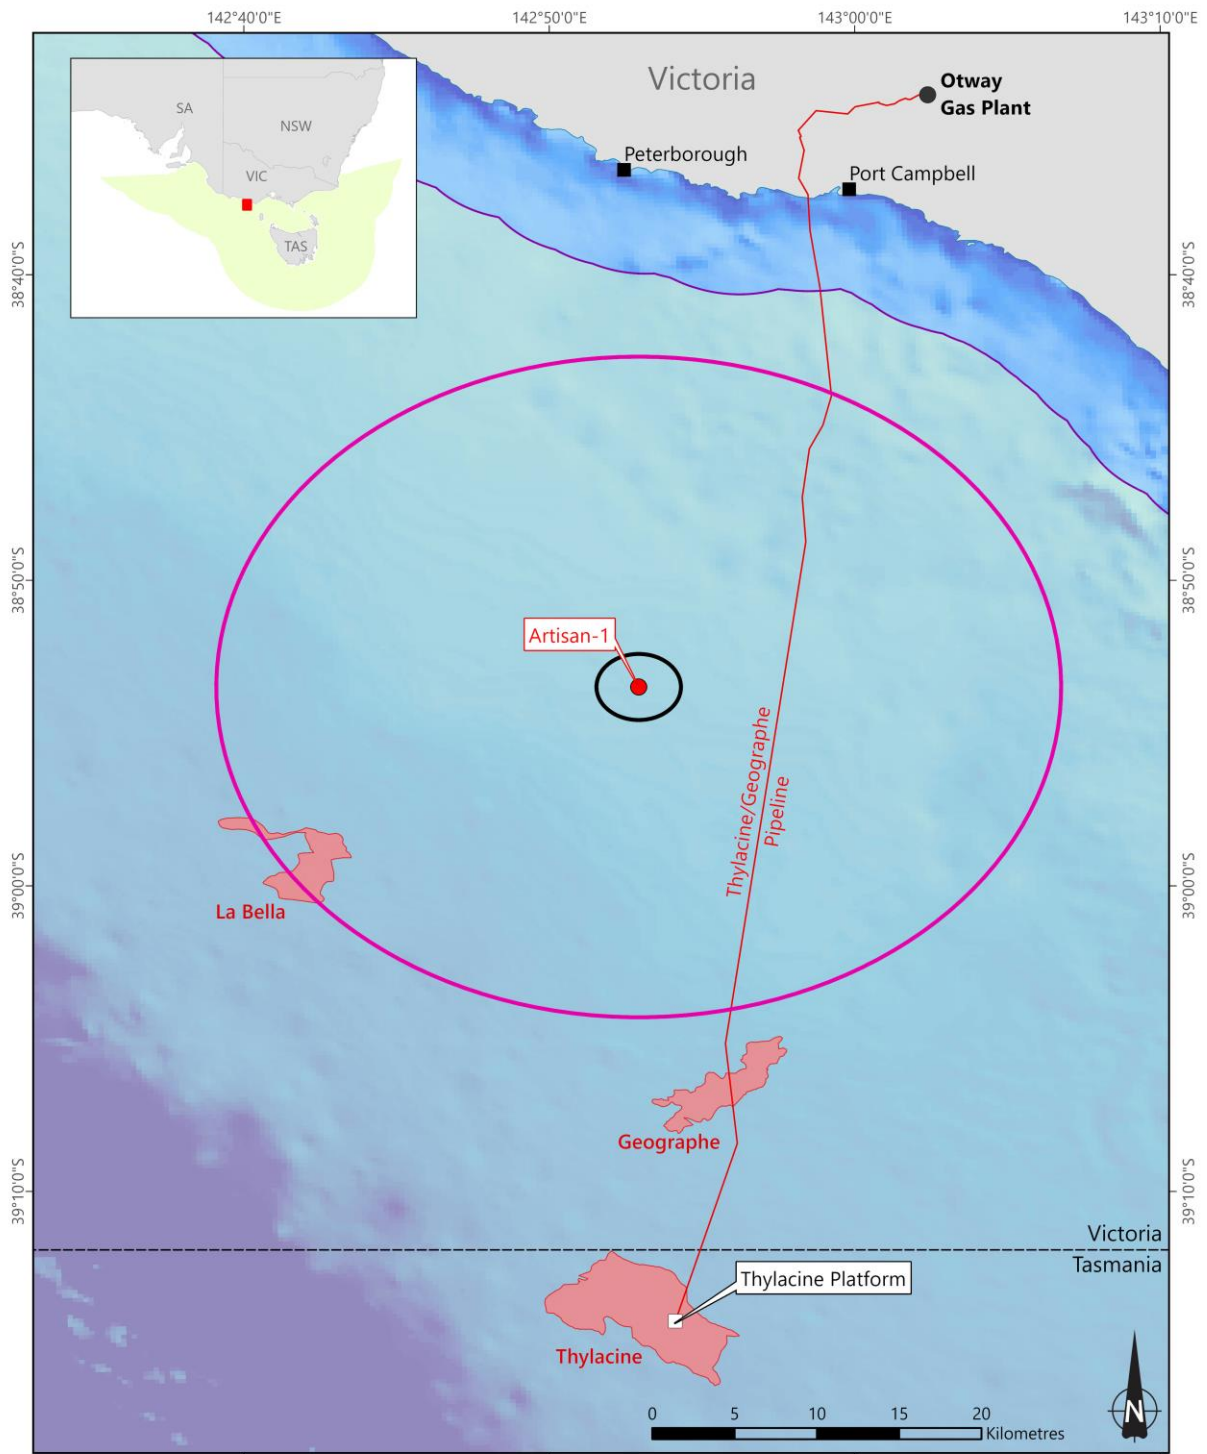 142°40'0"E
142°50'0"E
143°00'0"E
143°10'0"E
Victoria
Otway
Gas Plant
SA
NSW
VIC
TAS
Peterborough
Port Campbell
38°40'0"S
38°40'0"S
38°50'0"S
38°50'0"S
Artisan-1
Thylacine/Geographe
Pipeline
39°00'0"S
39°00'0"S
La Bella
Geographe
39°10'0"S
39°10'0"S
Victoria
Tasmania
Thylacine Platform
Thylacine
0 5 10 15 20
Kilometres
N